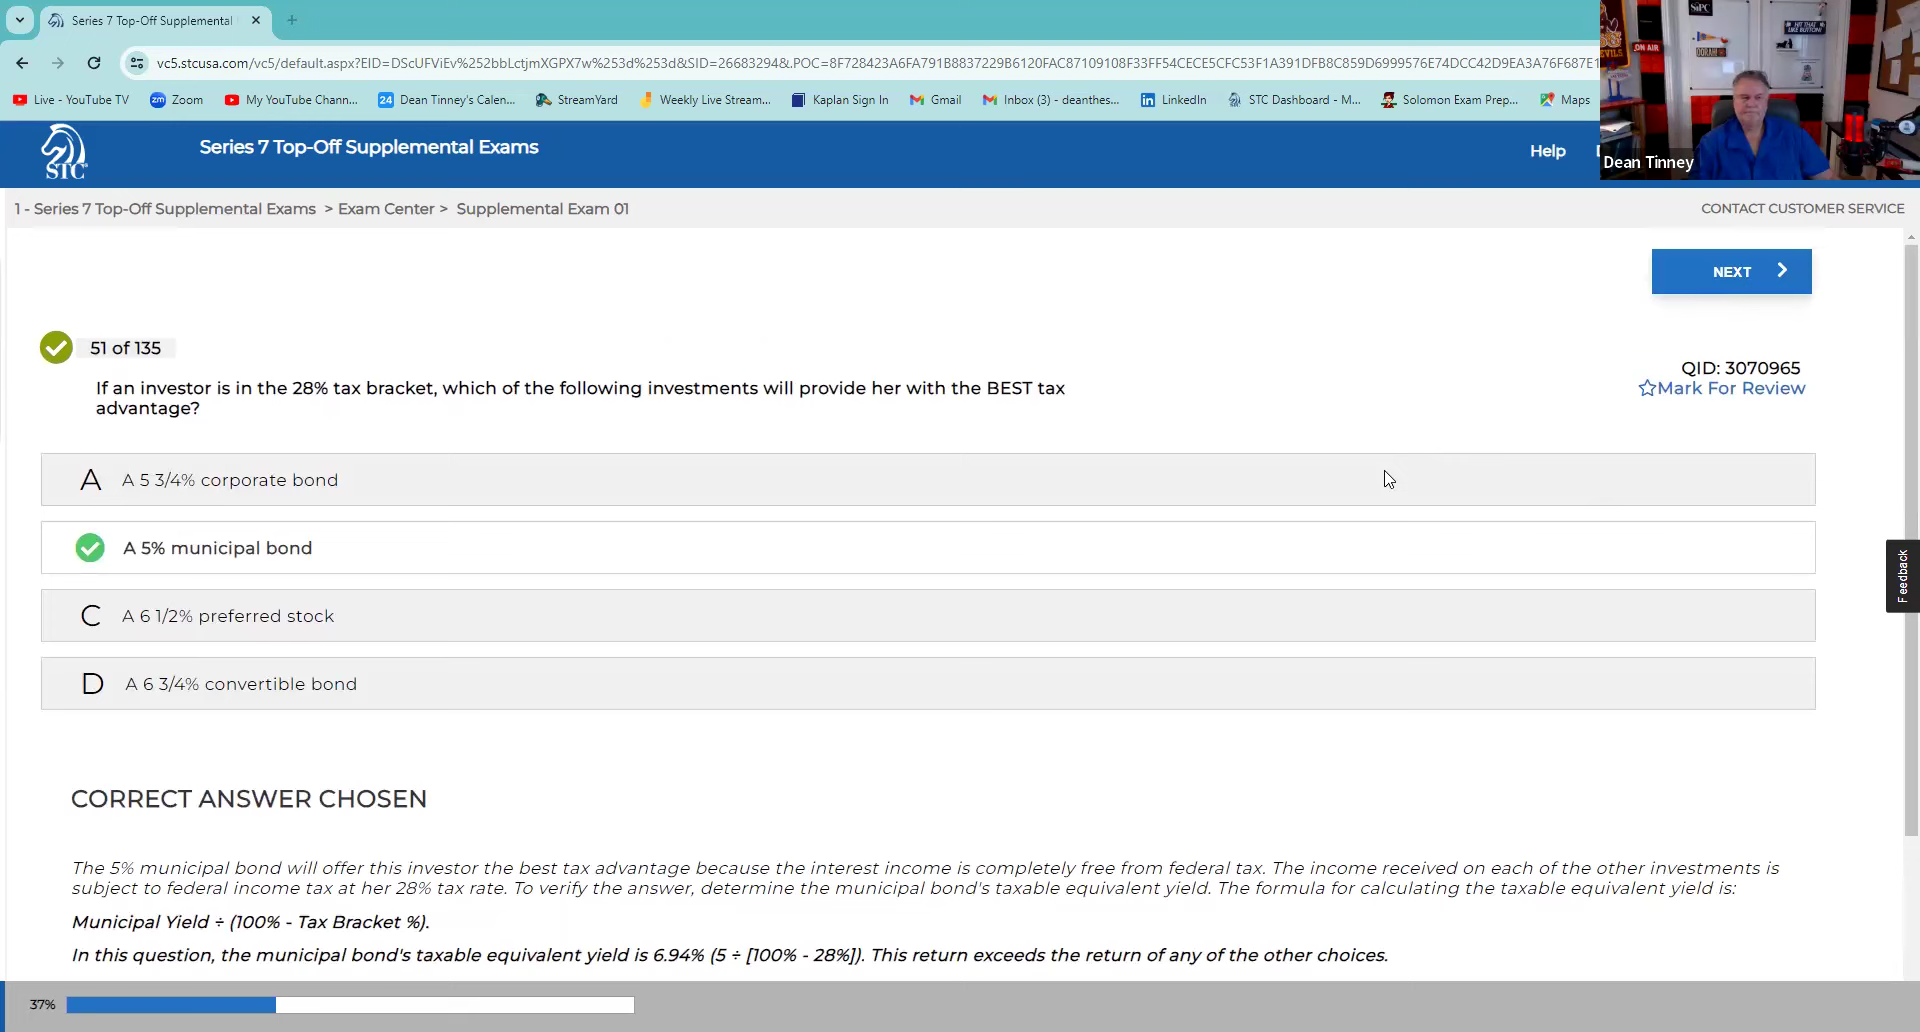 Series 7 Top-Off Supplemental
vc5.stcusa.com/vc5/default.aspx?EID=DScUFViEv%252bbLctjmXGPX7w%253d%253d&SID=26683294&.POC=8F728423A6FA791B8837229B6120FAC87109108F33FF54CECE5CFC53F1A391DFB8C859D6999576E74DCC42D9EA3A76F687E1
Live - YouTube TV
Zoom
My YouTube Chann...
24 Dean Tinney's Calen...
StreamYard
Weekly Live Stream...
Kaplan Sign In
Gmail
Inbox (3) - deanthes...
LinkedIn
STC Dashboard - M...
Solomon Exam Prep...
Maps
SIPC
HIT THAT LIKE BUTTON!
ON AIR
Dean Tinney
STC
Series 7 Top-Off Supplemental Exams
Help
1 - Series 7 Top-Off Supplemental Exams > Exam Center > Supplemental Exam 01
CONTACT CUSTOMER SERVICE
NEXT
51 of 135
QID: 3070965
Mark For Review
If an investor is in the 28% tax bracket, which of the following investments will provide her with the BEST tax
advantage?
A A 5 3/4% corporate bond
A 5% municipal bond
C A 6 1/2% preferred stock
D A 6 3/4% convertible bond
Feedback
CORRECT ANSWER CHOSEN
The 5% municipal bond will offer this investor the best tax advantage because the interest income is completely free from federal tax. The income received on each of the other investments is
subject to federal income tax at her 28% tax rate. To verify the answer, determine the municipal bond's taxable equivalent yield. The formula for calculating the taxable equivalent yield is:
Municipal Yield ÷ (100% - Tax Bracket %).
In this question, the municipal bond's taxable equivalent yield is 6.94% (5 ÷ [100% - 28%]). This return exceeds the return of any of the other choices.
37%